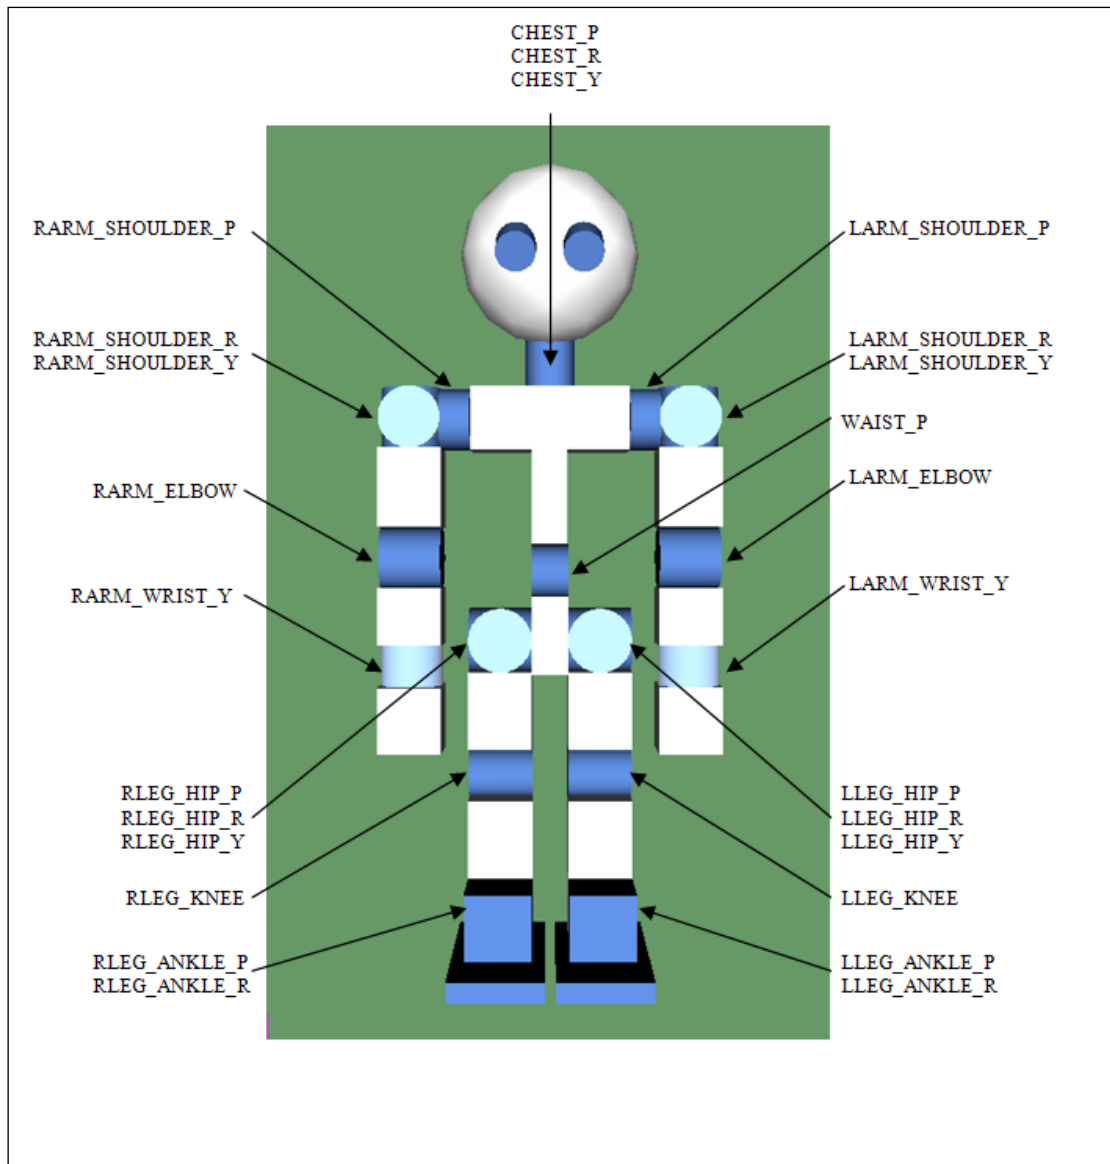 CHEST_P
CHEST_R
CHEST_Y
RARM_SHOULDER_P
LARM_SHOULDER_P
RARM_SHOULDER_R
RARM_SHOULDER_Y
LARM_SHOULDER_R
LARM_SHOULDER_Y
WAIST_P
RARM_ELBOW
LARM_ELBOW
RARM_WRIST_Y
LARM_WRIST_Y
RLEG_HIP_P
RLEG_HIP_R
RLEG_HIP_Y
LLEG_HIP_P
LLEG_HIP_R
LLEG_HIP_Y
RLEG_KNEE
LLEG_KNEE
RLEG_ANKLE_P
RLEG_ANKLE_R
LLEG_ANKLE_P
LLEG_ANKLE_R